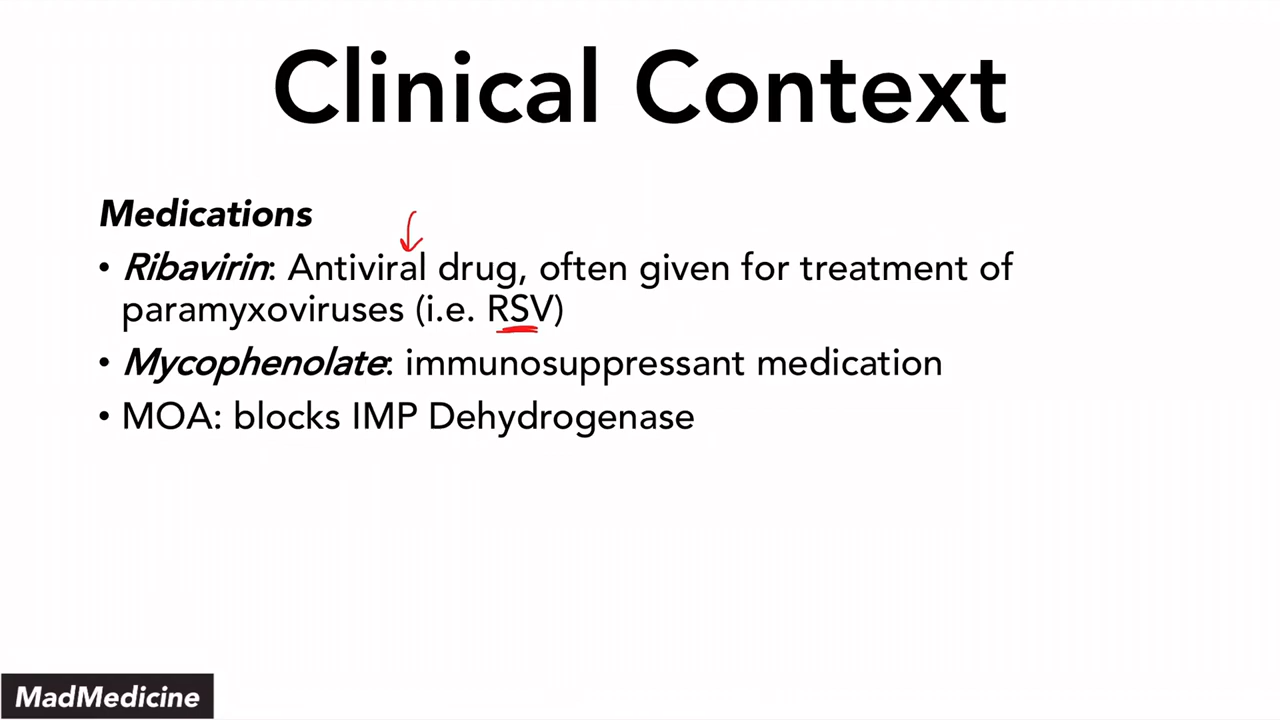 Clinical Context
Medications
• Ribavirin: Antiviral drug, often given for treatment of
paramyxoviruses (i.e. RSV)
• Mycophenolate: immunosuppressant medication
• MOA: blocks IMP Dehydrogenase
MadMedicine